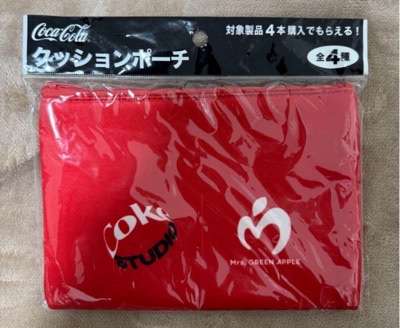 Coca-Cola
クッションポーチ
対象製品4本購入でもらえる!
全4種
Coke
STUDIO
Mrs. GREEN APPLE